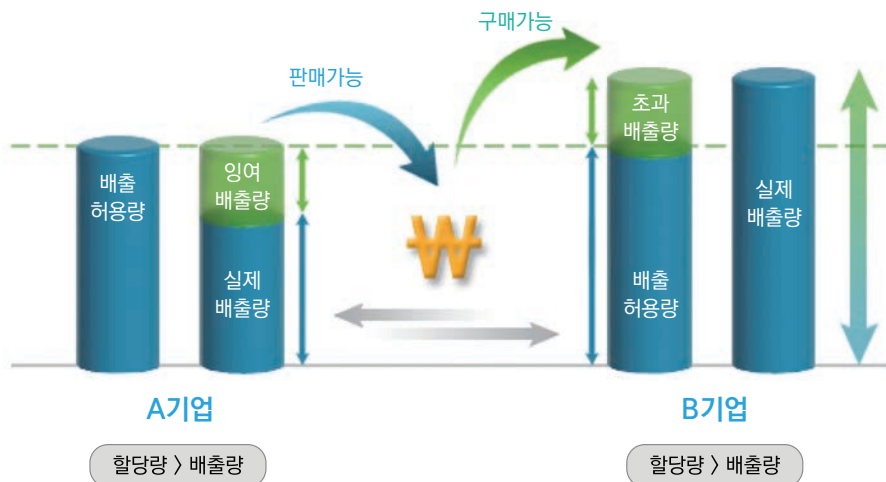 구매가능
판매가능
배출
허용량
잉여
배출량
실제
배출량
초과
배출량
배출
허용량
실제
배출량
₩
A기업
B기업
할당량 > 배출량
할당량 > 배출량